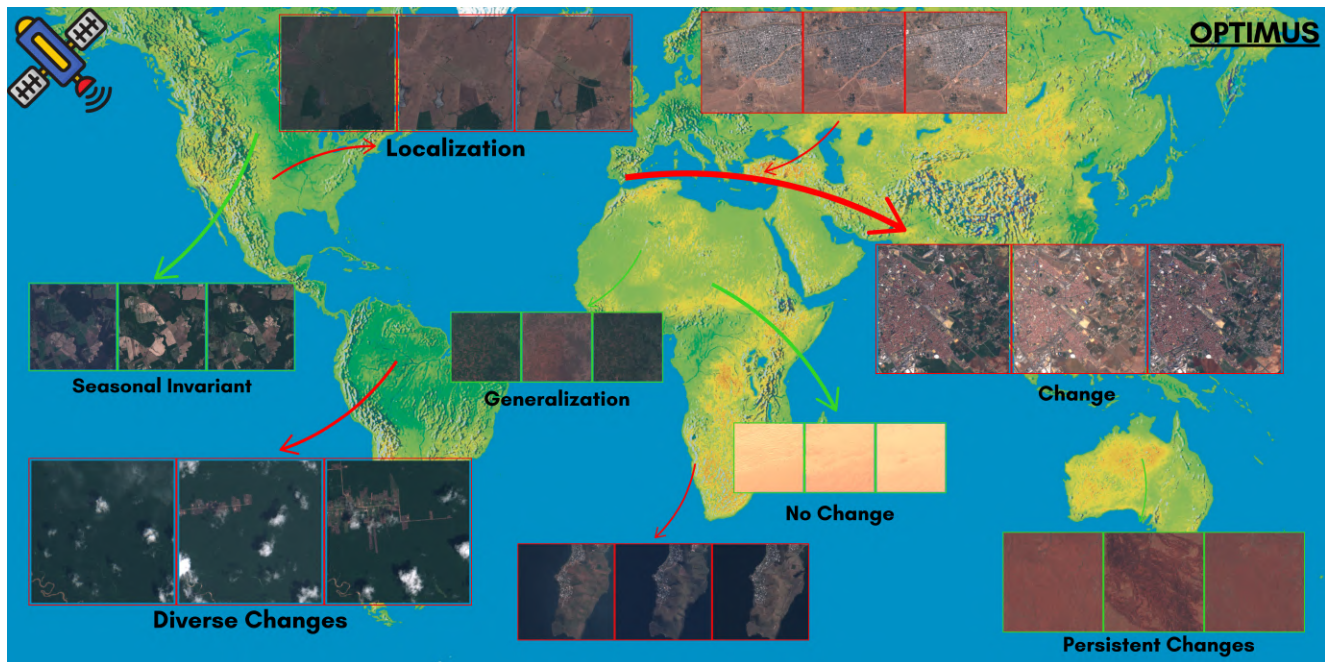 OPTIMUS
Localization
Seasonal Invariant
Generalization
Change
No Change
Diverse Changes
Persistent Changes